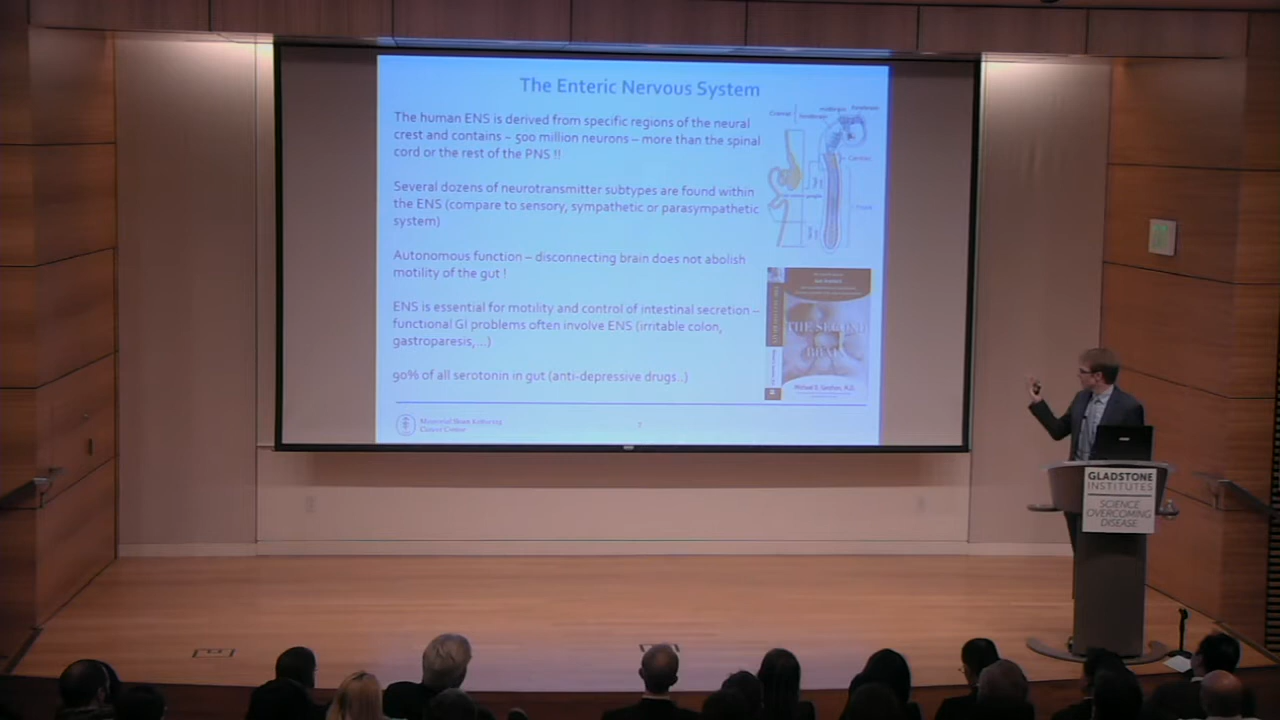 The Enteric Nervous System
The human ENS is derived from specific regions of the neural
crest and contains ~ 500 million neurons – more than the spinal
cord or the rest of the PNS !!
Several dozens of neurotransmitter subtypes are found within
the ENS (compare to sensory, sympathetic or parasympathetic
system)
Autonomous function – disconnecting brain does not abolish
motility of the gut !
ENS is essential for motility and control of intestinal secretion –
functional GI problems often involve ENS (irritable colon,
gastroparesis,...)
90% of all serotonin in gut (anti-depressive drugs..)
Cranial
Cardiac
Trunk
THE SECOND
BRAIN
Michael D. Gershon, M.D.
Memorial Sloan Kettering
Cancer Center
7
GLADSTONE
INSTITUTES
SCIENCE
OVERCOMING
DISEASE